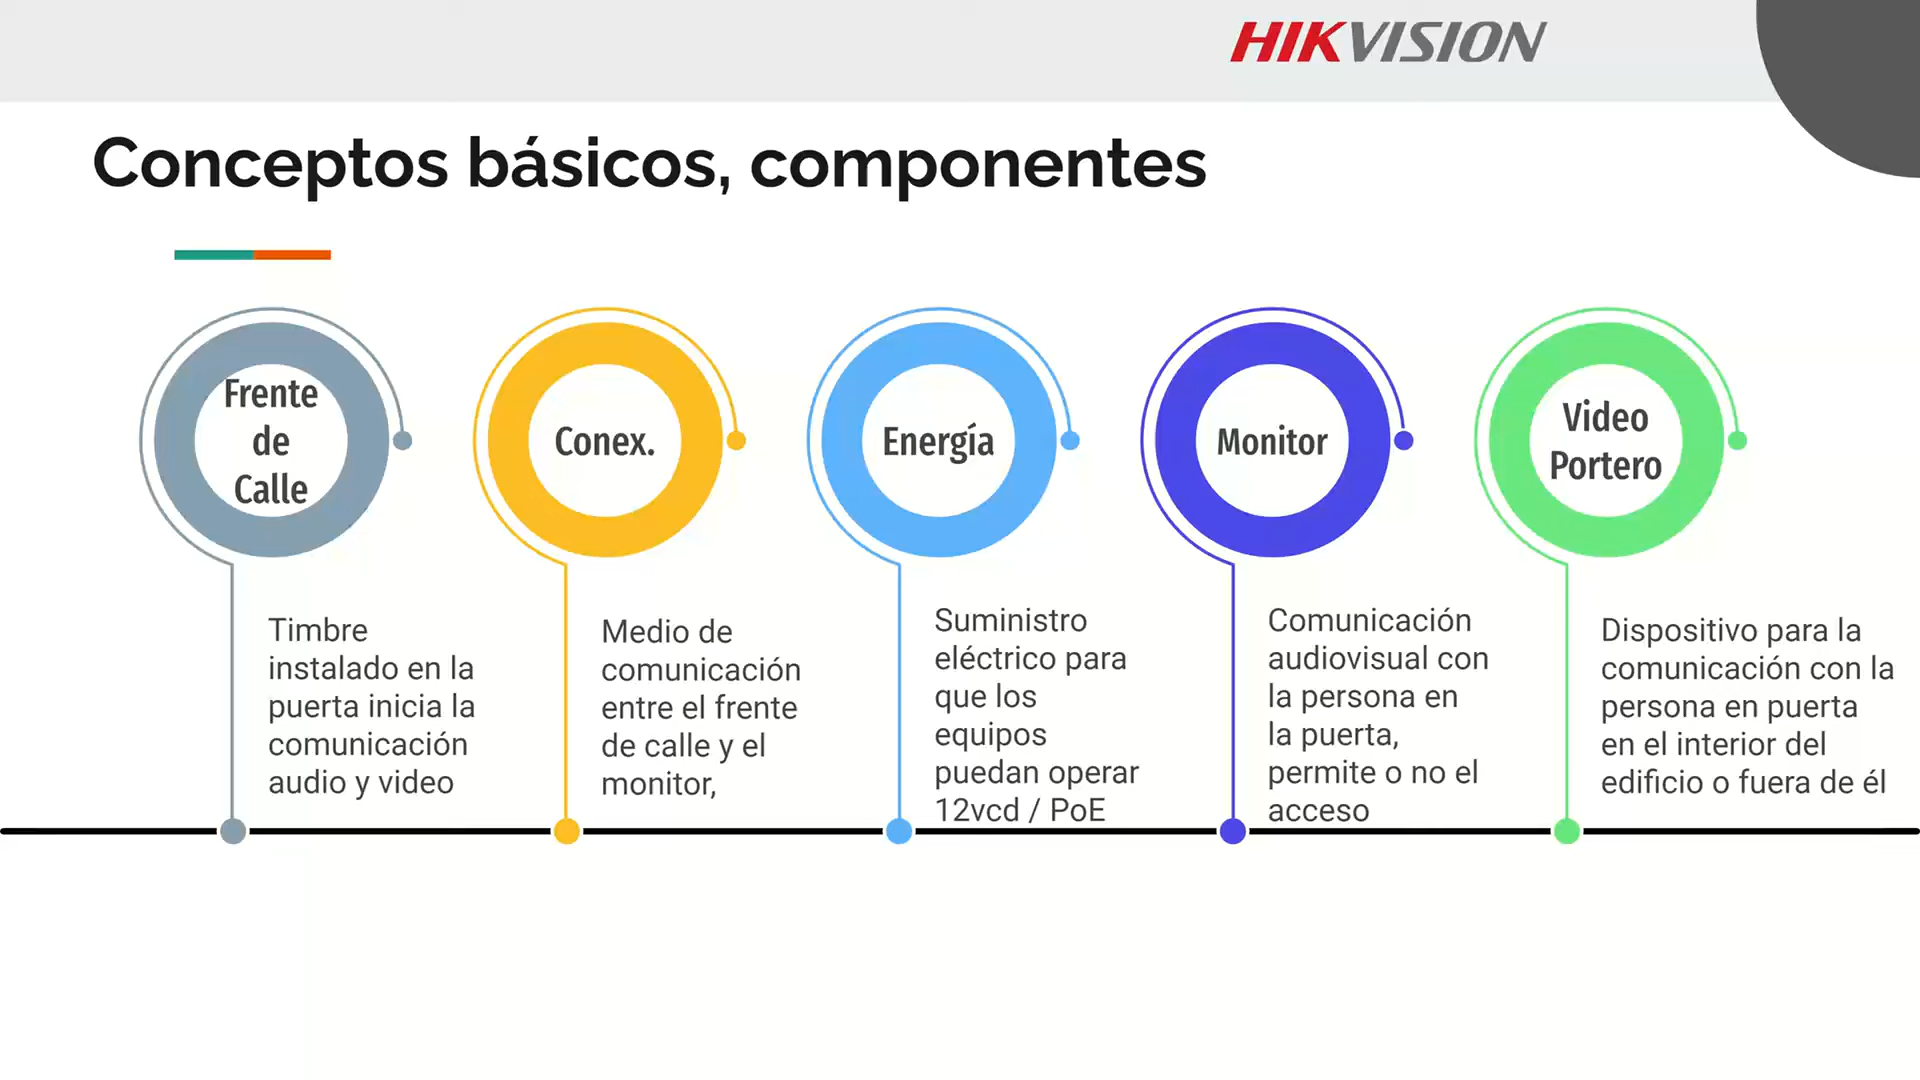 HIKVISION
Conceptos básicos, componentes
Frente
de
Calle
Conex.
Energía
Monitor
Video
Portero
Timbre
instalado en la
puerta inicia la
comunicación
audio y video
Medio de
comunicación
entre el frente
de calle y el
monitor,
Suministro
eléctrico para
que los
equipos
puedan operar
12vcd / PoE
Comunicación
audiovisual con
la persona en
la puerta,
permite o no el
acceso
Dispositivo para la
comunicación con la
persona en puerta
en el interior del
edificio o fuera de él